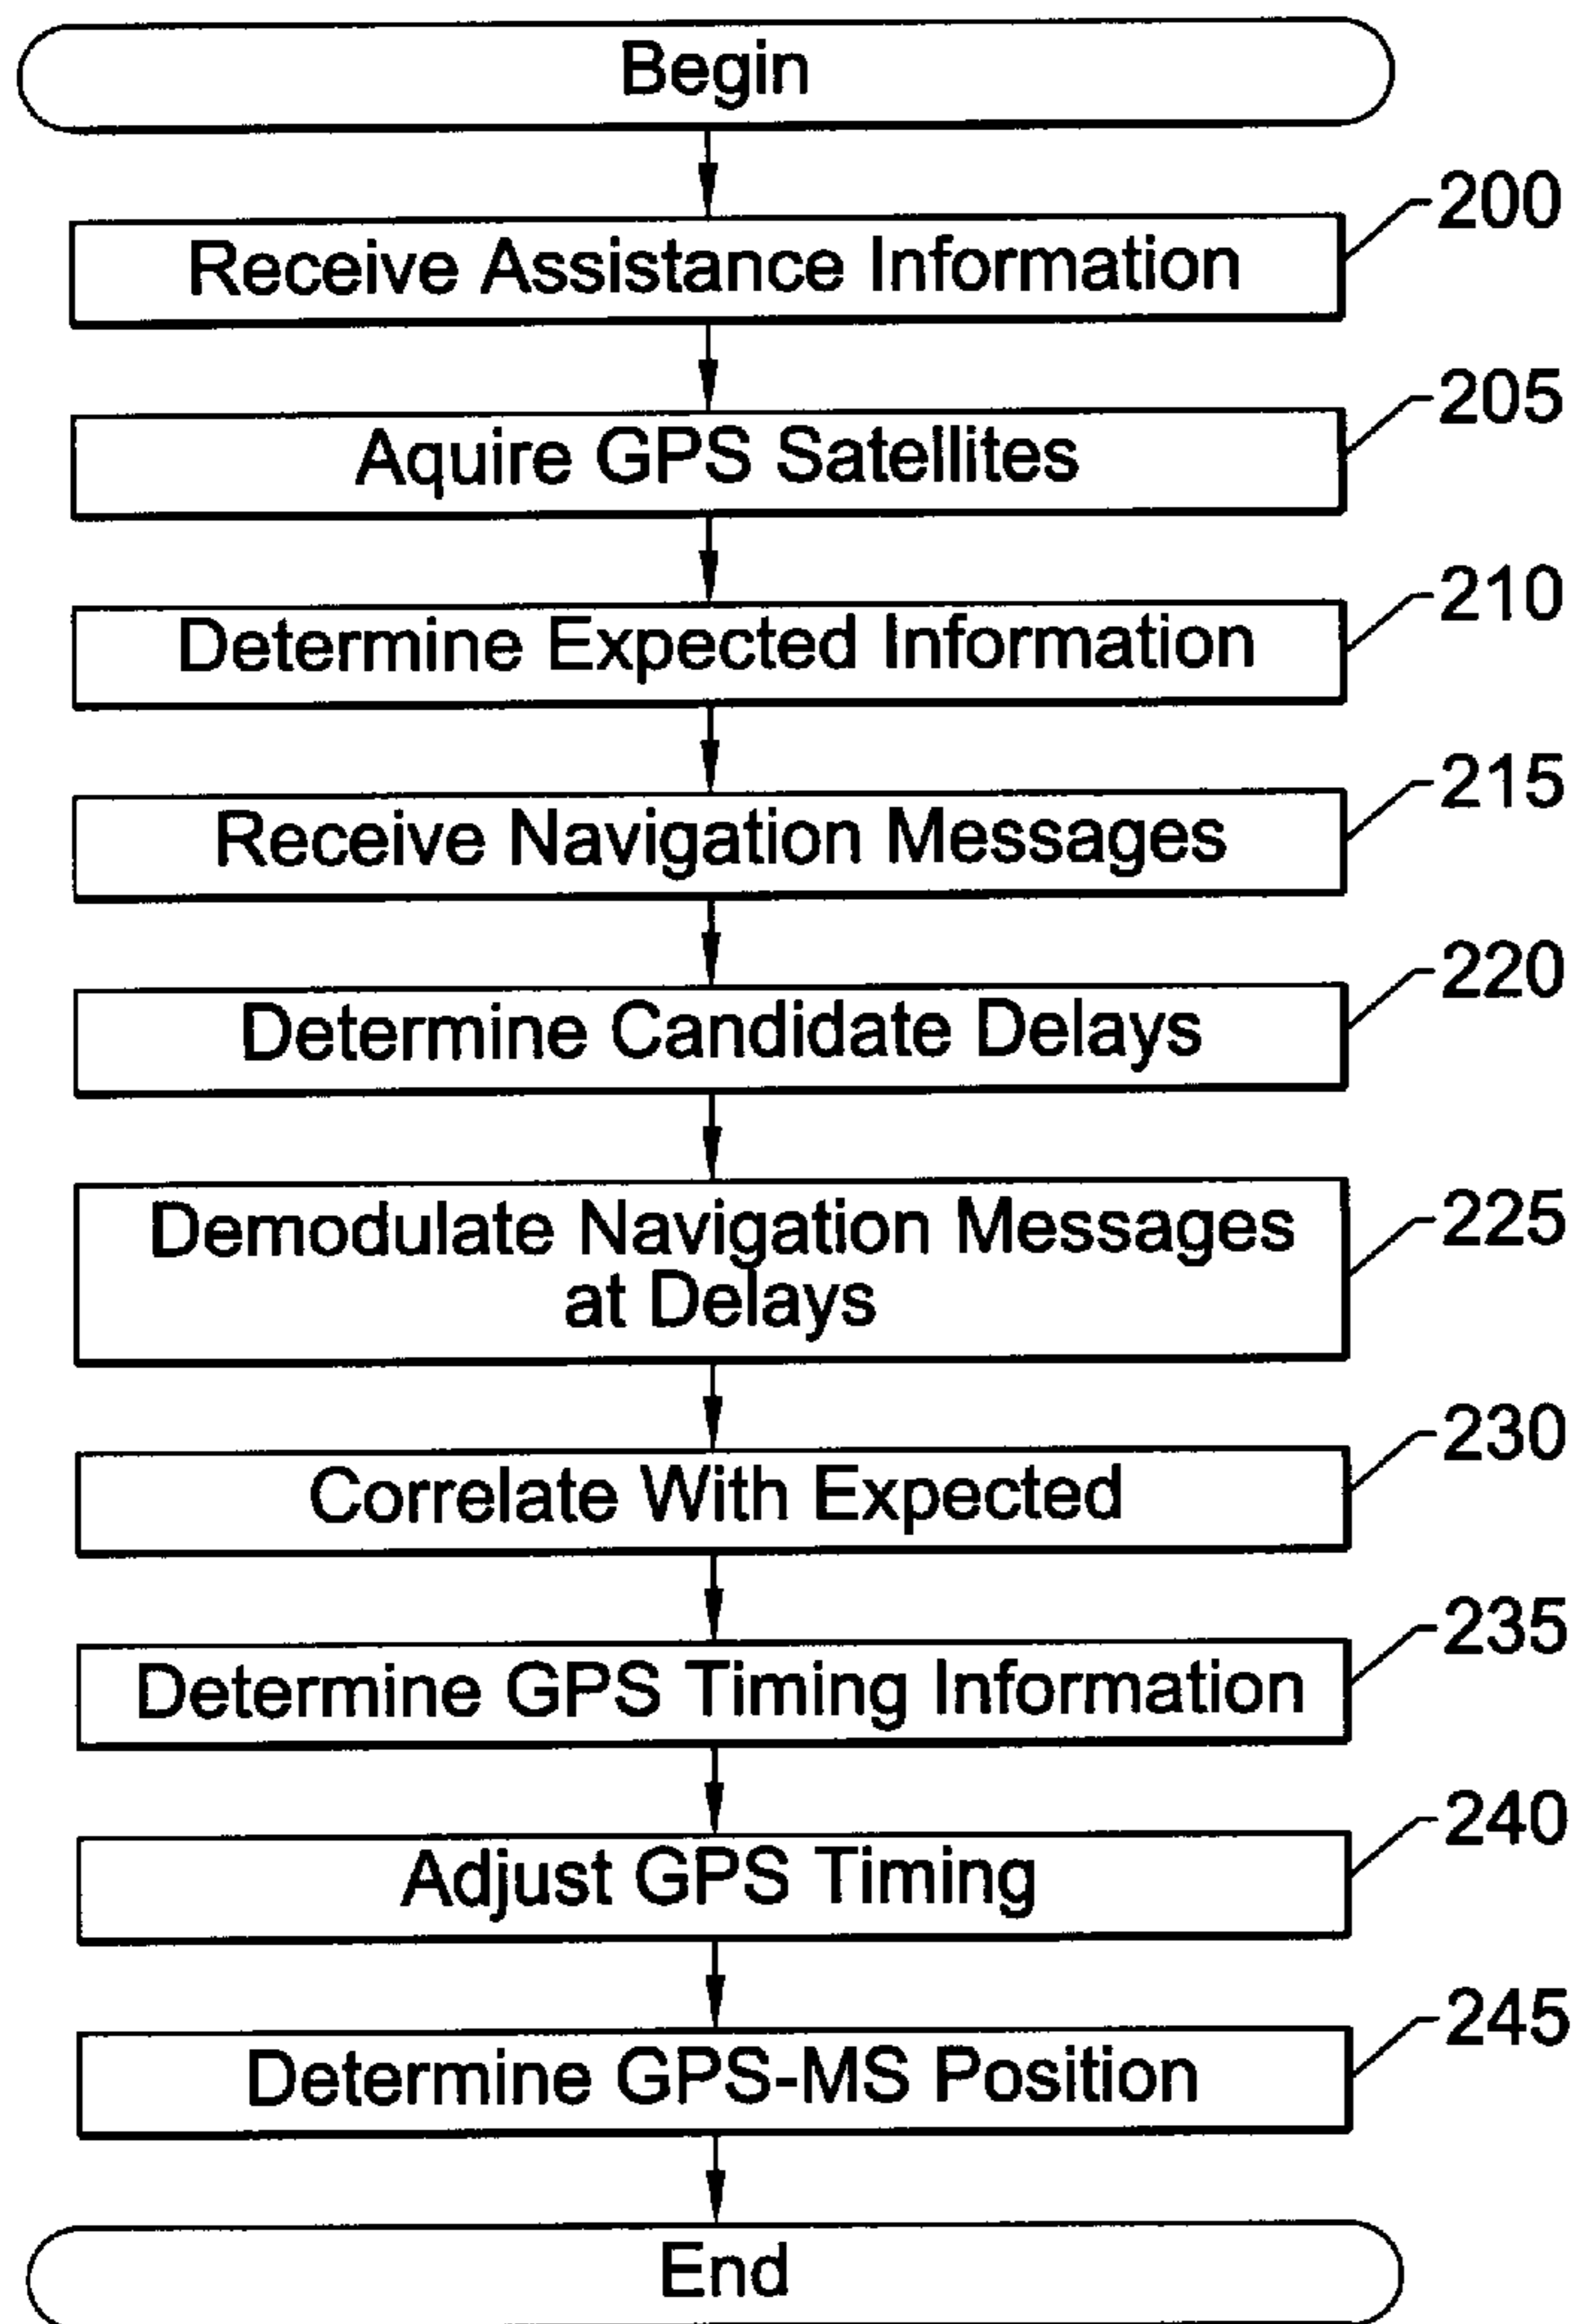 Begin
Receive Assistance Information
200
Aquire GPS Satellites
205
Determine Expected Information
210
Receive Navigation Messages
215
Determine Candidate Delays
220
Demodulate Navigation Messages
at Delays
225
Correlate With Expected
230
Determine GPS Timing Information
235
Adjust GPS Timing
240
Determine GPS-MS Position
245
End